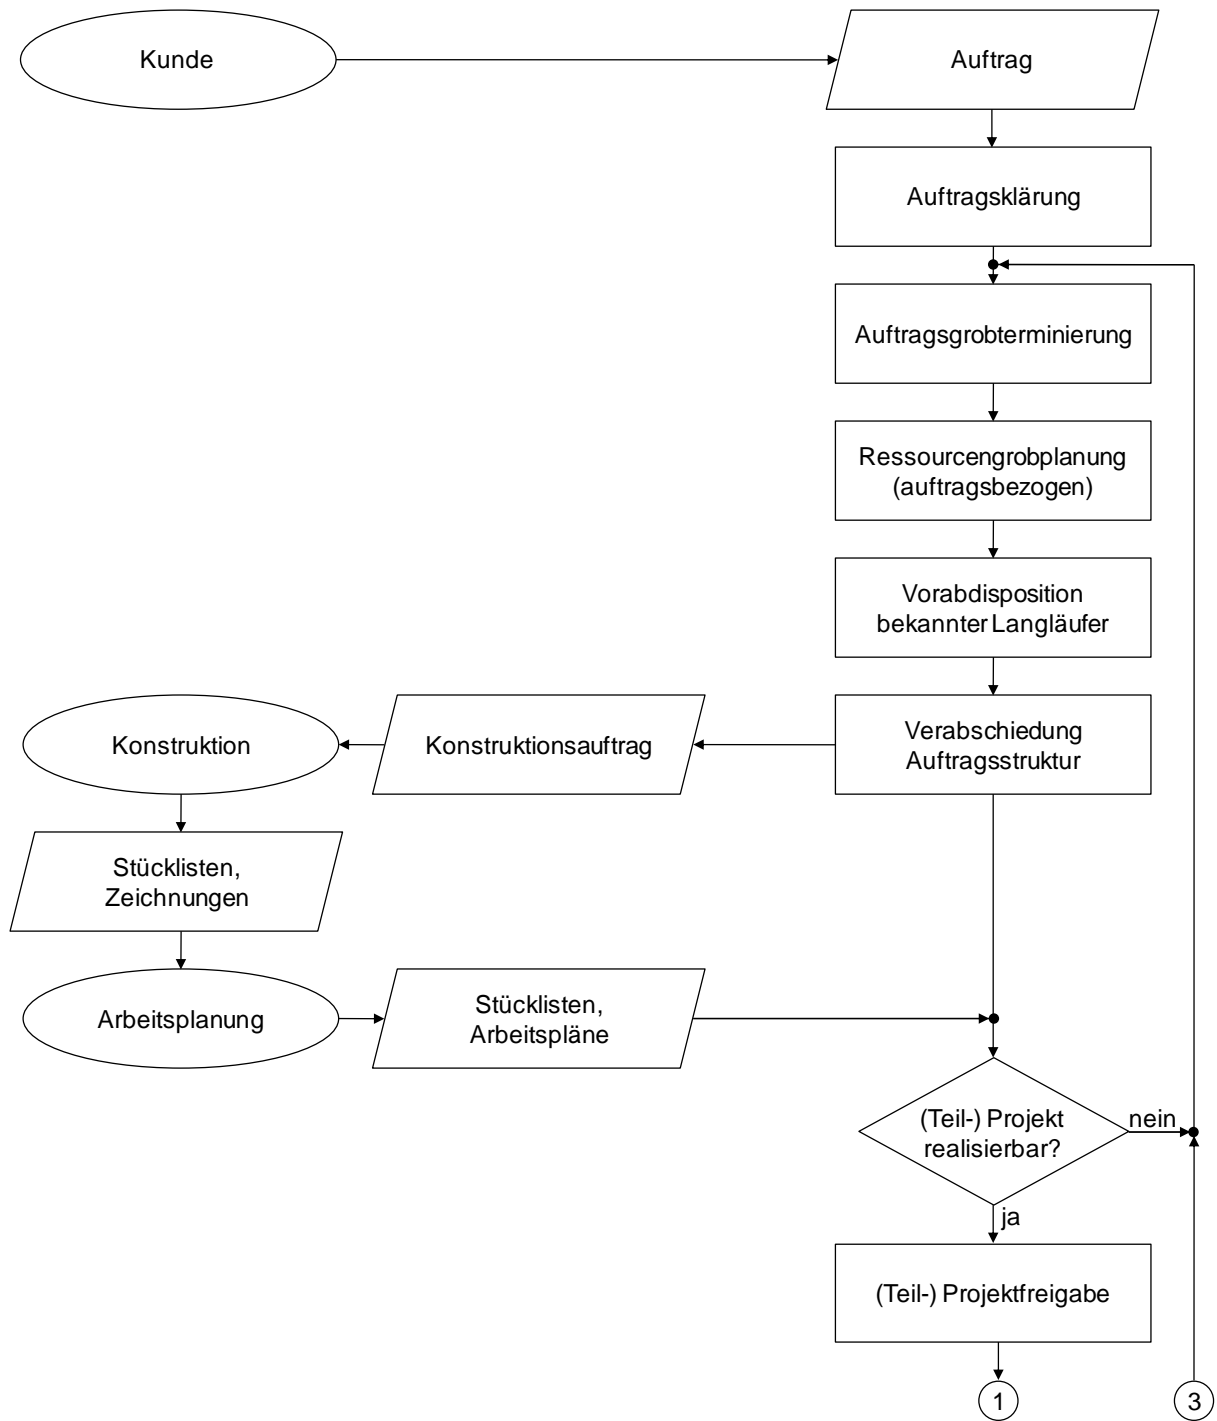 Kunde
Auftrag
Auftragsklärung
Auftragsgrobterminierung
Ressourcengrobplanung
(auftragsbezogen)
Vorabdisposition
bekannter Langläufer
Konstruktion
Konstruktionsauftrag
Verabschiedung
Auftragsstruktur
Stücklisten,
Zeichnungen
Arbeitsplanung
Stücklisten,
Arbeitspläne
(Teil-) Projekt
realisierbar?
nein
ja
(Teil-) Projektfreigabe
1
3